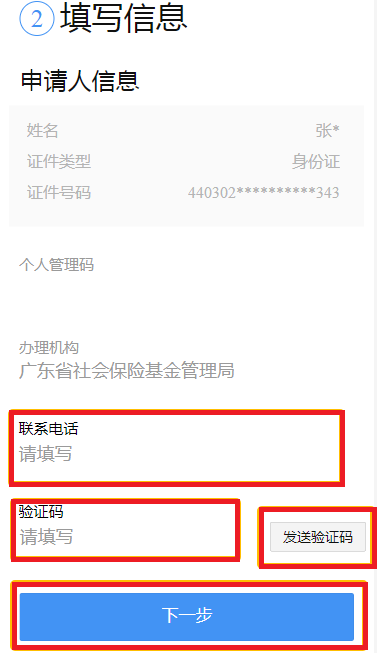 ② 填写信息
申请人信息
姓名 张*
证件类型 身份证
证件号码 440302**********343
个人管理码
办理机构
广东省社会保险基金管理局
联系电话
请填写
验证码
请填写 发送验证码
下一步